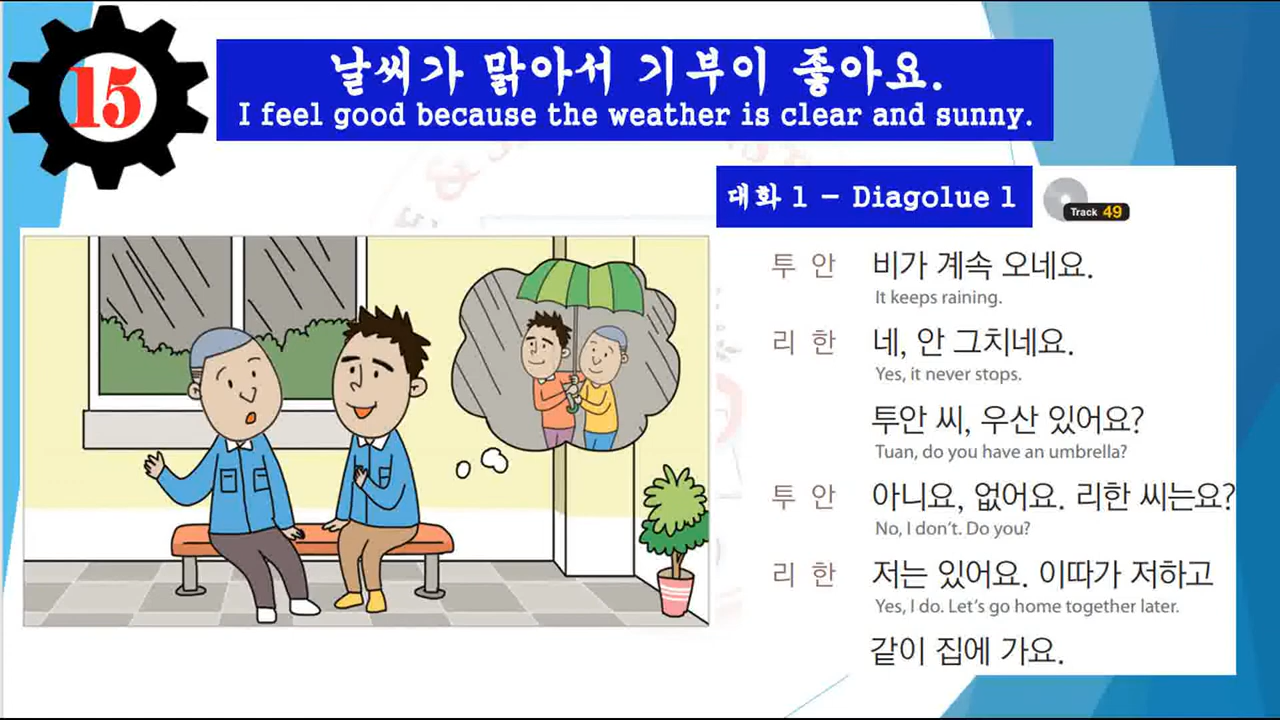 15
날씨가 맑아서 기부이 좋아요.
I feel good because the weather is clear and sunny.
대화 1 - Diagolue 1
Track 49
투 안 비가 계속 오네요.
It keeps raining.
리 한 네, 안 그치네요.
Yes, it never stops.
투안 씨, 우산 있어요?
Tuan, do you have an umbrella?
투 안 아니요, 없어요. 리한 씨는요?
No, I don't. Do you?
리 한 저는 있어요. 이따가 저하고
Yes, I do. Let's go home together later.
같이 집에 가요.